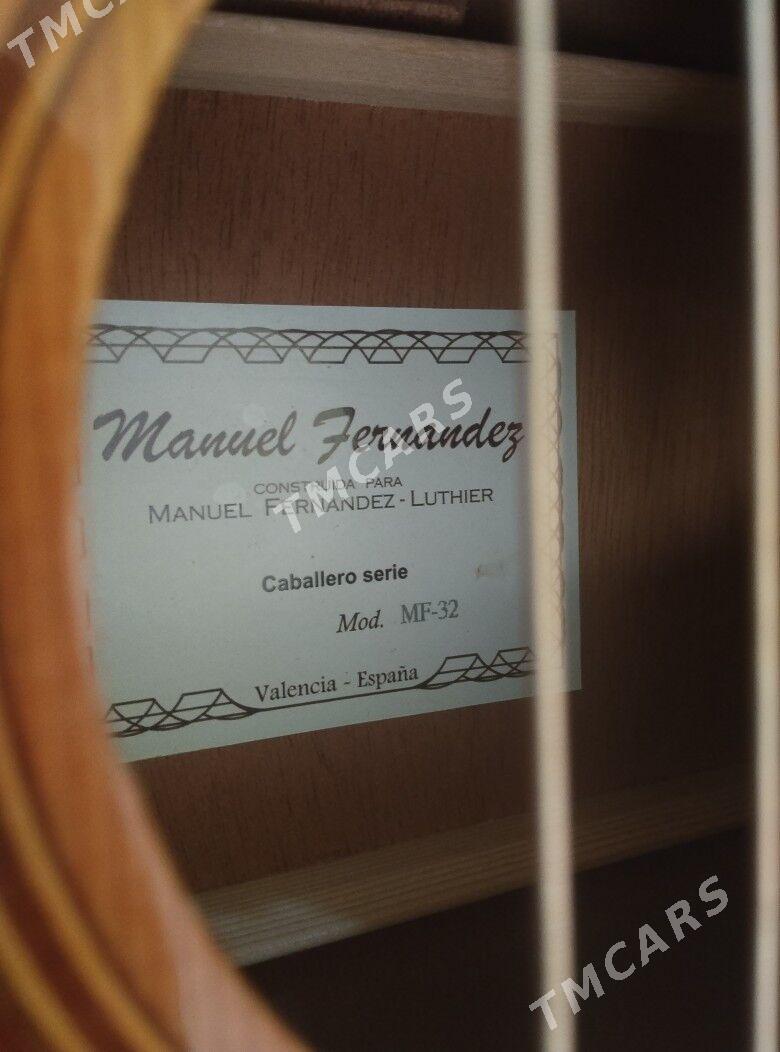 TMCARS
Manuel Fernandez
CONSTRUIDA PARA
MANUEL FERNANDEZ - LUTHIER
TMCARS
Caballero serie
Mod. MF-32
Valencia - España
TMCARS